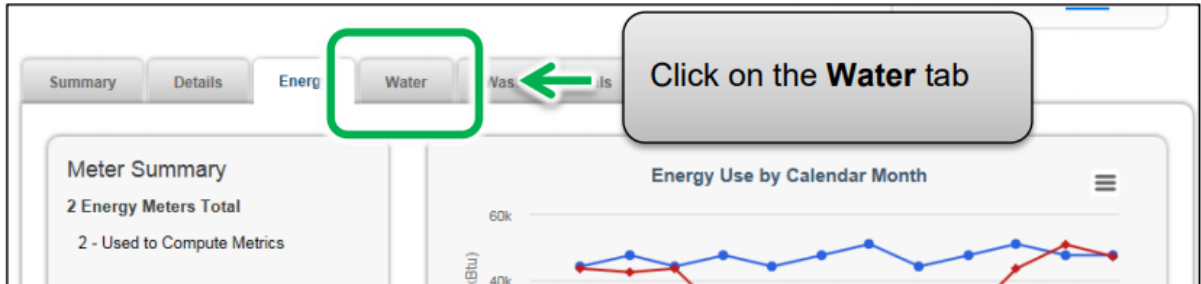 Summary Details Energ Water Was ls
Click on the Water tab
Meter Summary
2 Energy Meters Total
2 - Used to Compute Metrics
Energy Use by Calendar Month
60k
40k
Btu)